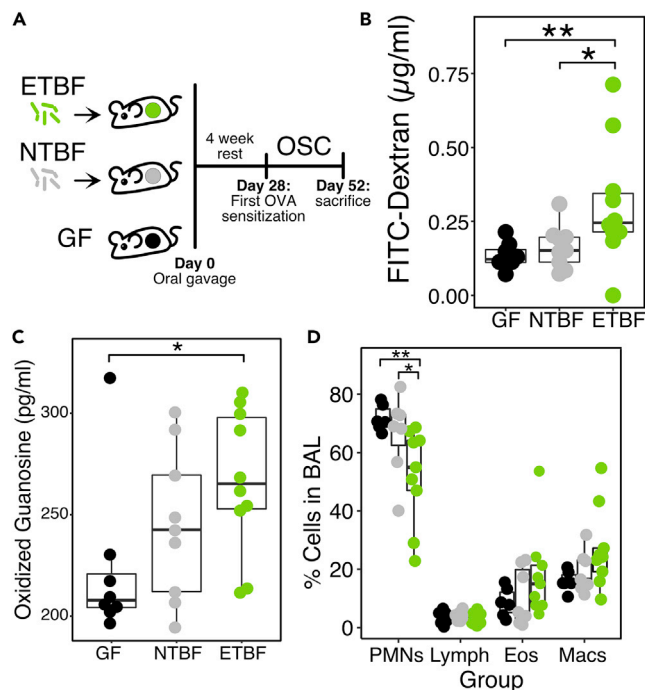 A
ETBF
NTBF
GF
4 week
rest
OSC
Day 28:
First OVA
sensitization
Day 52:
sacrifice
Day 0
Oral gavage
B
FITC-Dextran (µg/ml)
0.75
0.50
0.25
0.00
**
*
GF NTBF ETBF
C
Oxidized Guanosine (pg/ml)
300
250
200
*
GF NTBF ETBF
D
% Cells in BAL
80
60
40
20
0
**
*
PMNs Lymph Eos Macs
Group